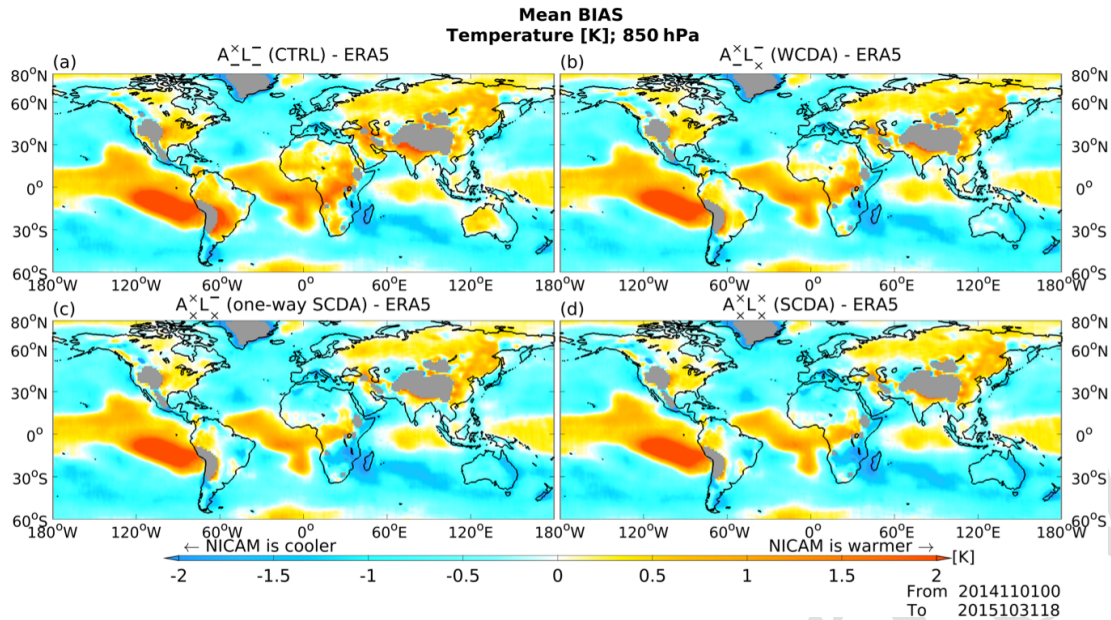 Mean BIAS
Temperature [K]; 850 hPa
(a) A×_L−_ (CTRL) - ERA5
(b) A×_L−× (WCDA) - ERA5
80°N 80°N
60°N 60°N
30°N 30°N
0° 0°
30°S 30°S
60°S 60°S
180°W 120°W 60°W 0° 60°E 120°E 180°W 120°W 60°W 0° 60°E 120°E 180°W
(c) A××L−× (one-way SCDA) - ERA5
(d) A××L×× (SCDA) - ERA5
80°N 80°N
60°N 60°N
30°N 30°N
0° 0°
30°S 30°S
60°S 60°S
180°W 120°W 60°W 0° 60°E 120°E 180°W 120°W 60°W 0° 60°E 120°E 180°W
← NICAM is cooler NICAM is warmer →
[K]
-2 -1.5 -1 -0.5 0 0.5 1 1.5 2
From 2014110100
To 2015103118